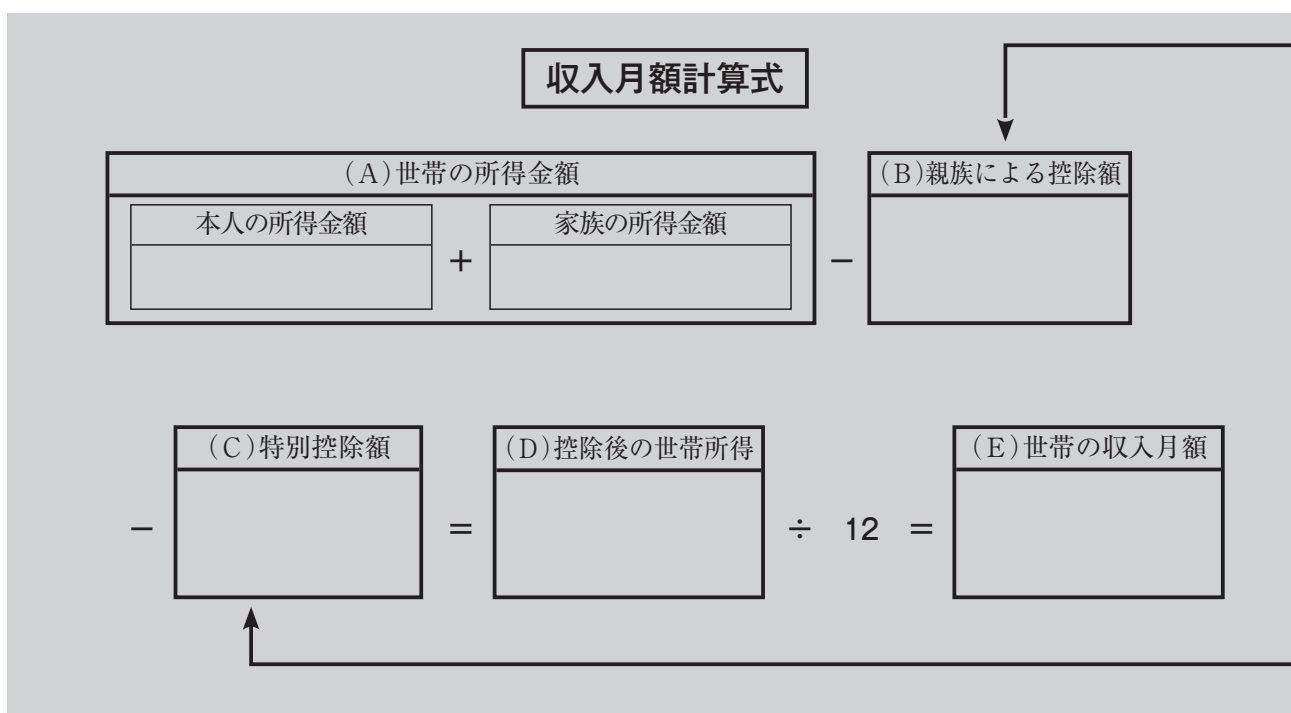 収入月額計算式
(A)世帯の所得金額
本人の所得金額
+
家族の所得金額
−
(B)親族による控除額
−
(C)特別控除額
=
(D)控除後の世帯所得
÷ 12 =
(E)世帯の収入月額